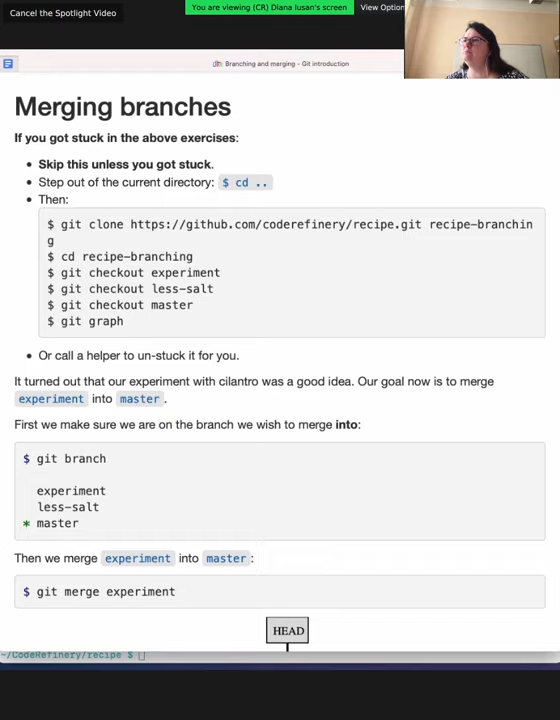 Cancel the Spotlight Video
You are viewing (CR) Diana Iusan's screen
View Option
Branching and merging - Git introduction
Merging branches
If you got stuck in the above exercises:
• Skip this unless you got stuck.
• Step out of the current directory: $ cd ..
• Then:
$ git clone https://github.com/coderefinery/recipe.git recipe-branchin
g
$ cd recipe-branching
$ git checkout experiment
$ git checkout less-salt
$ git checkout master
$ git graph
• Or call a helper to un-stuck it for you.
It turned out that our experiment with cilantro was a good idea. Our goal now is to merge
experiment into master.
First we make sure we are on the branch we wish to merge into:
$ git branch
experiment
less-salt
* master
Then we merge experiment into master:
$ git merge experiment
HEAD
~/CodeRefinery/recipe $